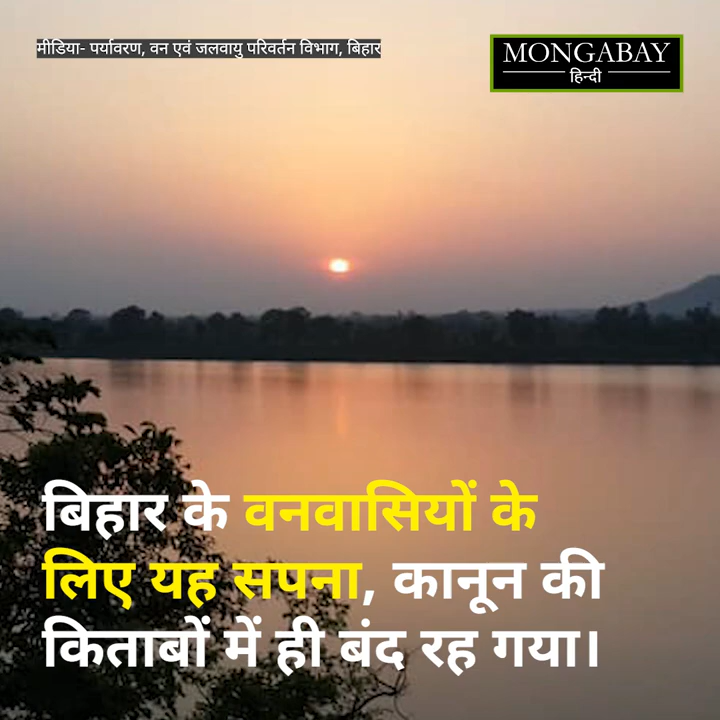 मीडिया- पर्यावरण, वन एवं जलवायु परिवर्तन विभाग, बिहार
MONGABAY
हिन्दी
बिहार के वनवासियों के
लिए यह सपना, कानून की
किताबों में ही बंद रह गया।